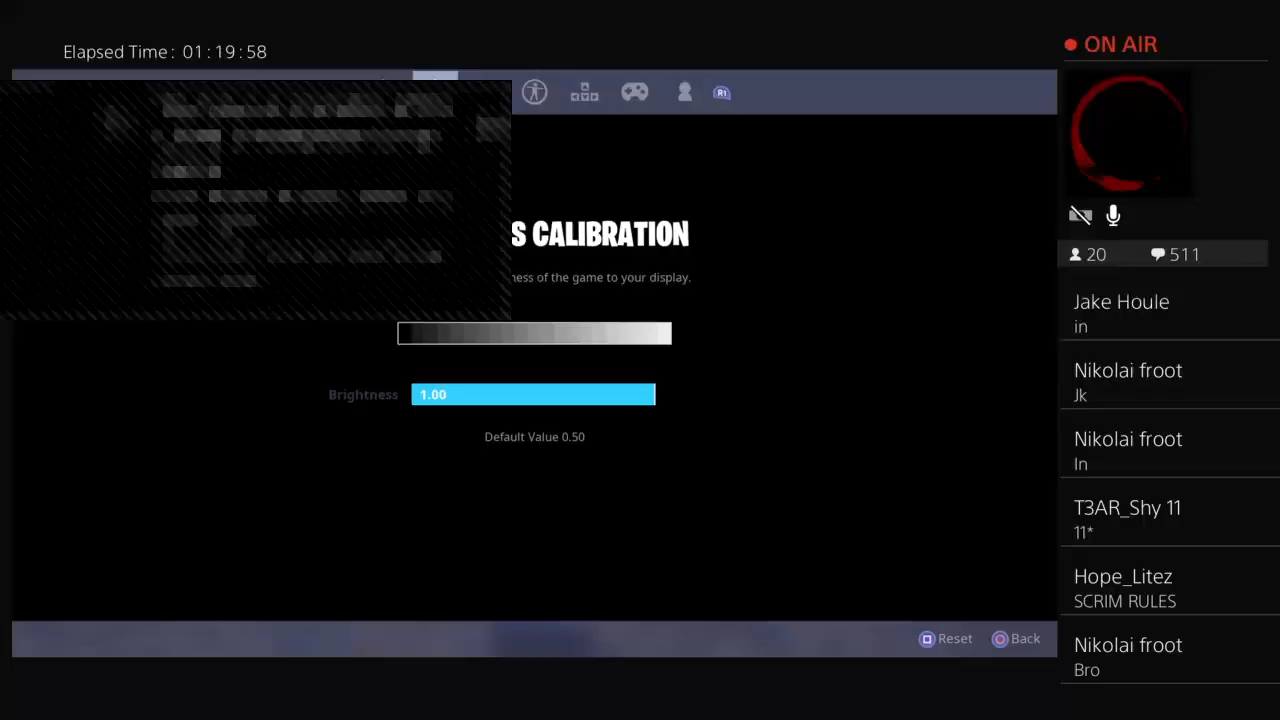 Elapsed Time: 01:19:58
ON AIR
R1
S CALIBRATION
ness of the game to your display.
Brightness
1.00
Default Value 0.50
Reset
Back
20
511
Jake Houle
in
Nikolai froot
Jk
Nikolai froot
In
T3AR_Shy 11
11*
Hope_Litez
SCRIM RULES
Nikolai froot
Bro